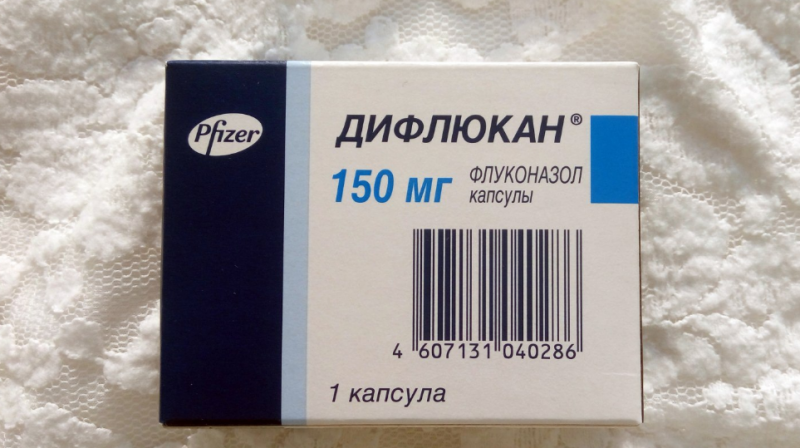 Pfizer
ДИФЛЮКАН®
150 мг
ФЛУКОНАЗОЛ
капсулы
4 607131 040286
1 капсула